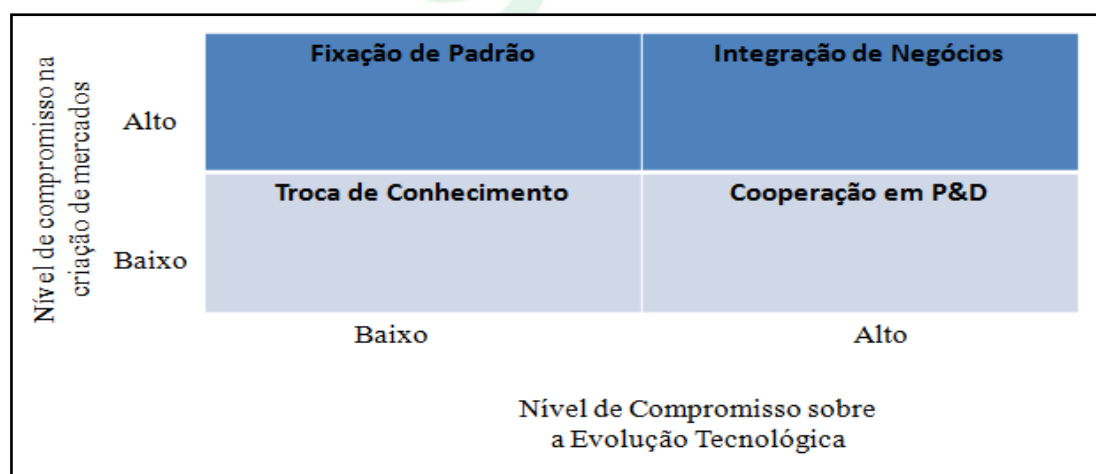 Nível de compromisso na
criação de mercados
Alto
Fixação de Padrão
Integração de Negócios
Baixo
Troca de Conhecimento
Cooperação em P&D
Baixo
Alto
Nível de Compromisso sobre
a Evolução Tecnológica